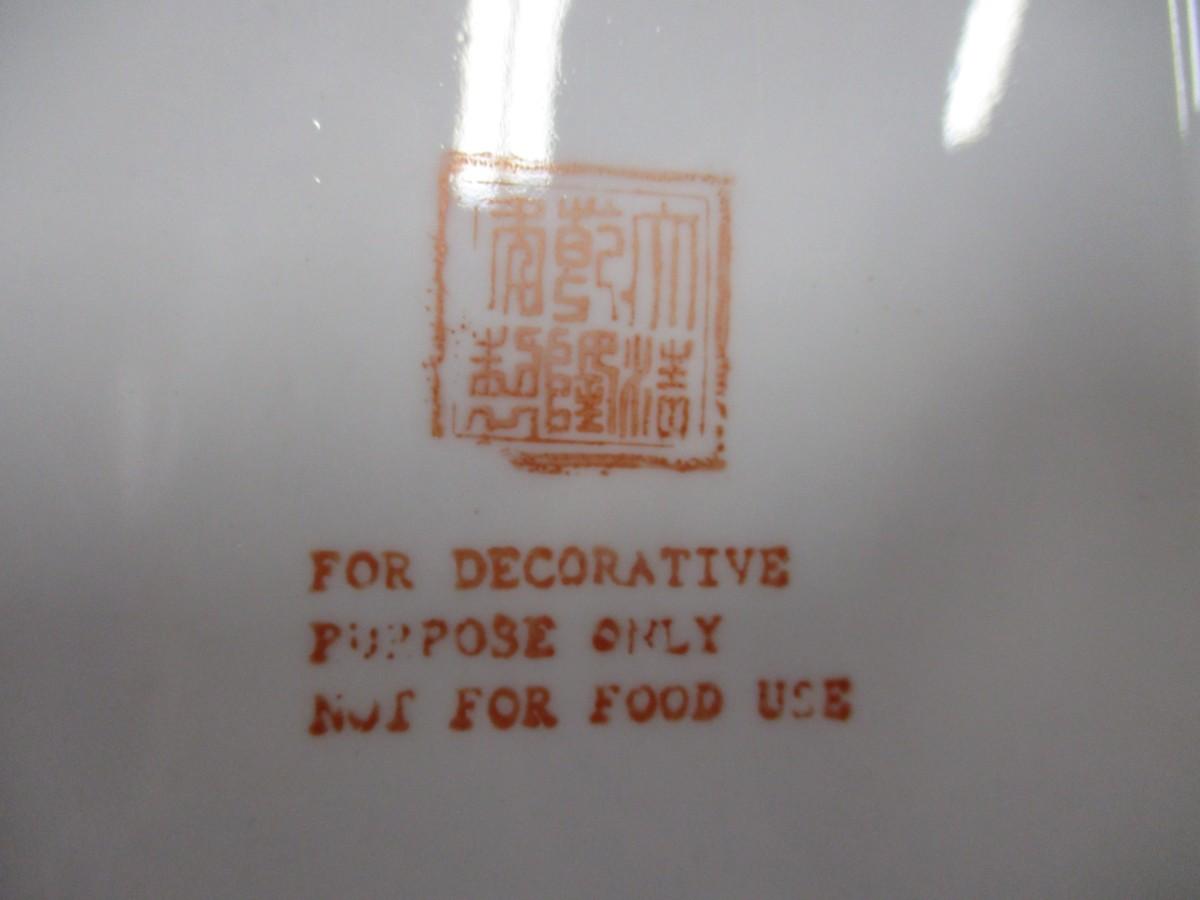 大清
乾隆
年製
FOR DECORATIVE
PURPOSE ONLY
NOT FOR FOOD USE